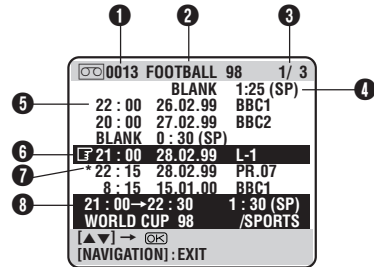 1 2 3
0013 FOOTBALL 98 1/ 3
BLANK 1:25 (SP) 4
5 22 : 00 26.02.99 BBC1
20 : 00 27.02.99 BBC2
BLANK 0 : 30 (SP)
6 21 : 00 28.02.99 L-1
7 * 22 : 15 28.02.99 PR.07
8 : 15 15.01.00 BBC1
8 21 : 00→22 : 30 1 : 30 (SP)
WORLD CUP 98 /SPORTS
[▲▼] → OK
[NAVIGATION] : EXIT